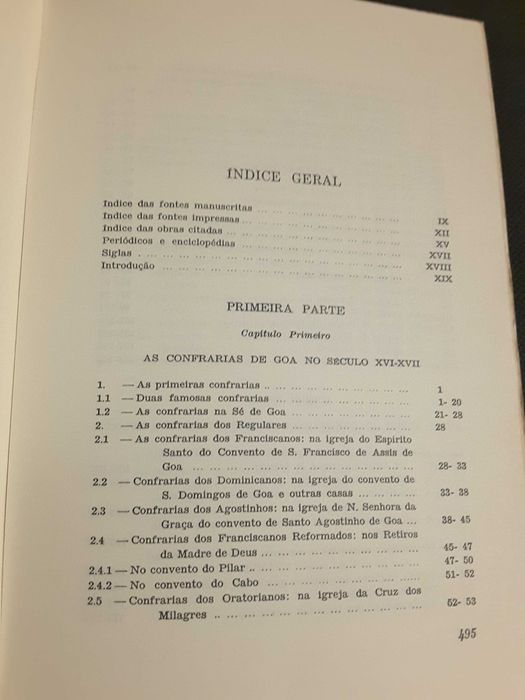 ÍNDICE GERAL
Indice das fontes manuscritas ... IX
Indice das fontes impressas ... XII
Indice das obras citadas ... XV
Periódicos e enciclopédias ... XVII
Siglas ... XVIII
Introdução ... XIX
PRIMEIRA PARTE
Capítulo Primeiro
AS CONFRARIAS DE GOA NO SECULO XVI-XVII
1. — As primeiras confrarias ... 1
1.1 — Duas famosas confrarias ... 1- 20
1.2 — As confrarias na Sé de Goa ... 21- 28
2. — As confrarias dos Regulares ... 28
2.1 — As confrarias dos Franciscanos: na igreja do Espírito
Santo do Convento de S. Francisco de Assis de
Goa ... 28- 33
2.2 — Confrarias dos Dominicanos: na igreja do convento de
S. Domingos de Goa e outras casas ... 33- 38
2.3 — Confrarias dos Agostinhos: na igreja de N. Senhora da
Graça do convento de Santo Agostinho de Goa ... 38- 45
2.4 — Confrarias dos Franciscanos Reformados: nos Retiros
da Madre de Deus ... 45- 47
2.4.1 — No convento do Pilar ... 47- 50
2.4.2 — No convento do Cabo ... 51- 52
2.5 — Confrarias dos Oratorianos: na igreja da Cruz dos
Milagres ... 52- 53
495